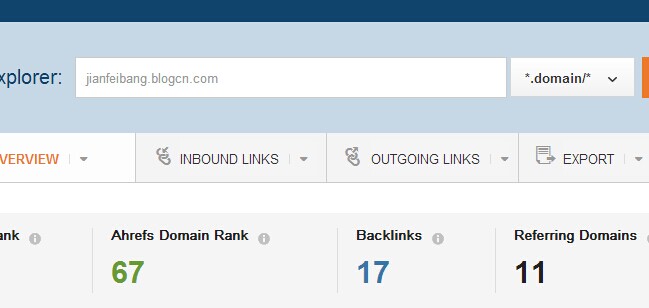 xplorer:
jianfeibang.blogcn.com
*.domain/*
VERVIEW
INBOUND LINKS
OUTGOING LINKS
EXPORT
ank
Ahrefs Domain Rank
Backlinks
Referring Domains
67
17
11